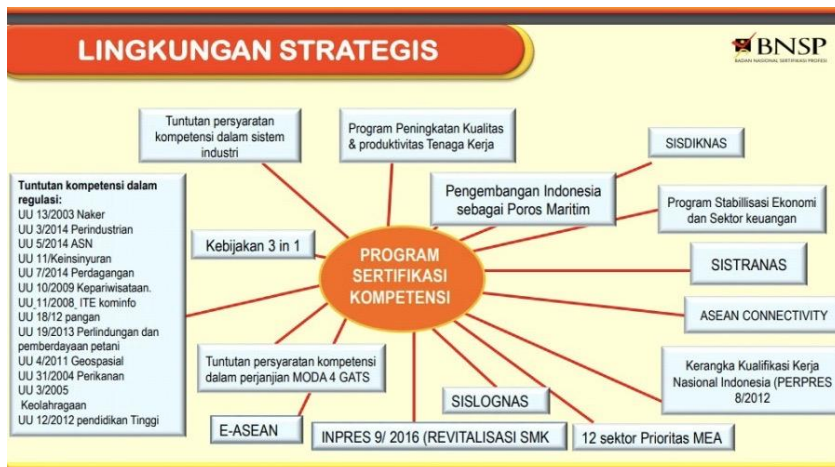 LINGKUNGAN STRATEGIS
BNSP
BADAN NASIONAL SERTIFIKASI PROFESI
Tuntutan persyaratan
kompetensi dalam sistem
industri
Program Peningkatan Kualitas
& produktivitas Tenaga Kerja
SISDIKNAS
Tuntutan kompetensi dalam
regulasi:
UU 13/2003 Naker
UU 3/2014 Perindustrian
UU 5/2014 ASN
UU 11/Keinsinyuran
UU 7/2014 Perdagangan
UU 10/2009 Kepariwisataan.
UU_11/2008_ITE kominfo
UU 18/12 pangan
UU 19/2013 Perlindungan dan
pemberdayaan petani
UU 4/2011 Geospasial
UU 31/2004 Perikanan
UU 3/2005
Keolahragaan
UU 12/2012 pendidikan Tinggi
Pengembangan Indonesia
sebagai Poros Maritim
Program Stabillisasi Ekonomi
dan Sektor keuangan
Kebijakan 3 in 1
PROGRAM
SERTIFIKASI
KOMPETENSI
SISTRANAS
ASEAN CONNECTIVITY
Tuntutan persyaratan kompetensi
dalam perjanjian MODA 4 GATS
Kerangka Kualifikasi Kerja
Nasional Indonesia (PERPRES
8/2012
SISLOGNAS
E-ASEAN
INPRES 9/ 2016 (REVITALISASI SMK
12 sektor Prioritas MEA